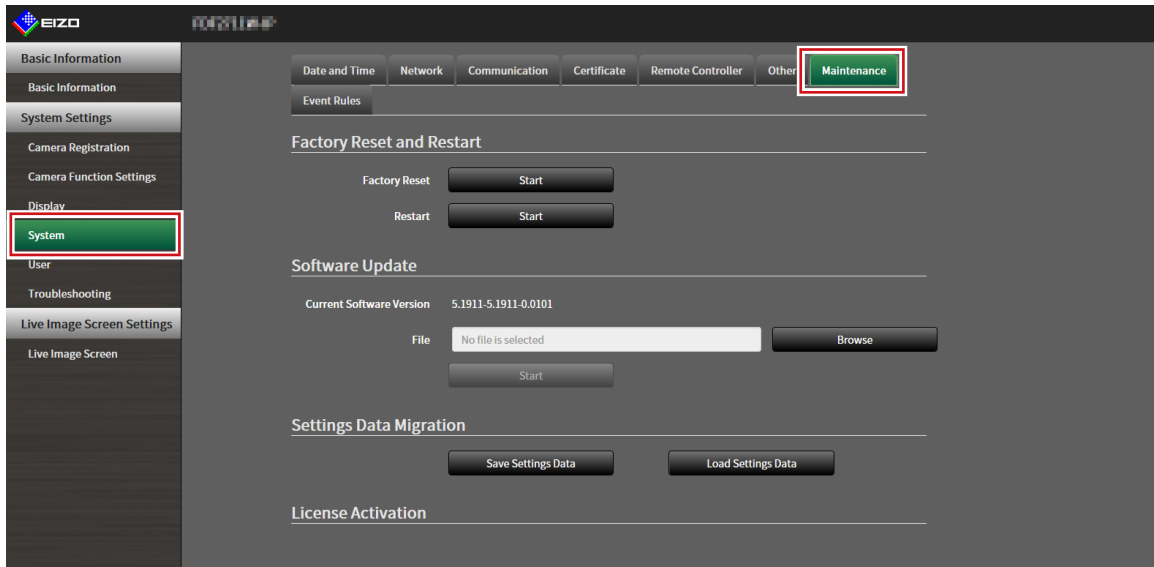 EIZO
Basic Information
Basic Information
System Settings
Camera Registration
Camera Function Settings
Display
System
User
Troubleshooting
Live Image Screen Settings
Live Image Screen
Date and Time Network Communication Certificate Remote Controller Other Maintenance
Event Rules
Factory Reset and Restart
Factory Reset Start
Restart Start
Software Update
Current Software Version 5.1911-5.1911-0.0101
File No file is selected Browse
Start
Settings Data Migration
Save Settings Data Load Settings Data
License Activation